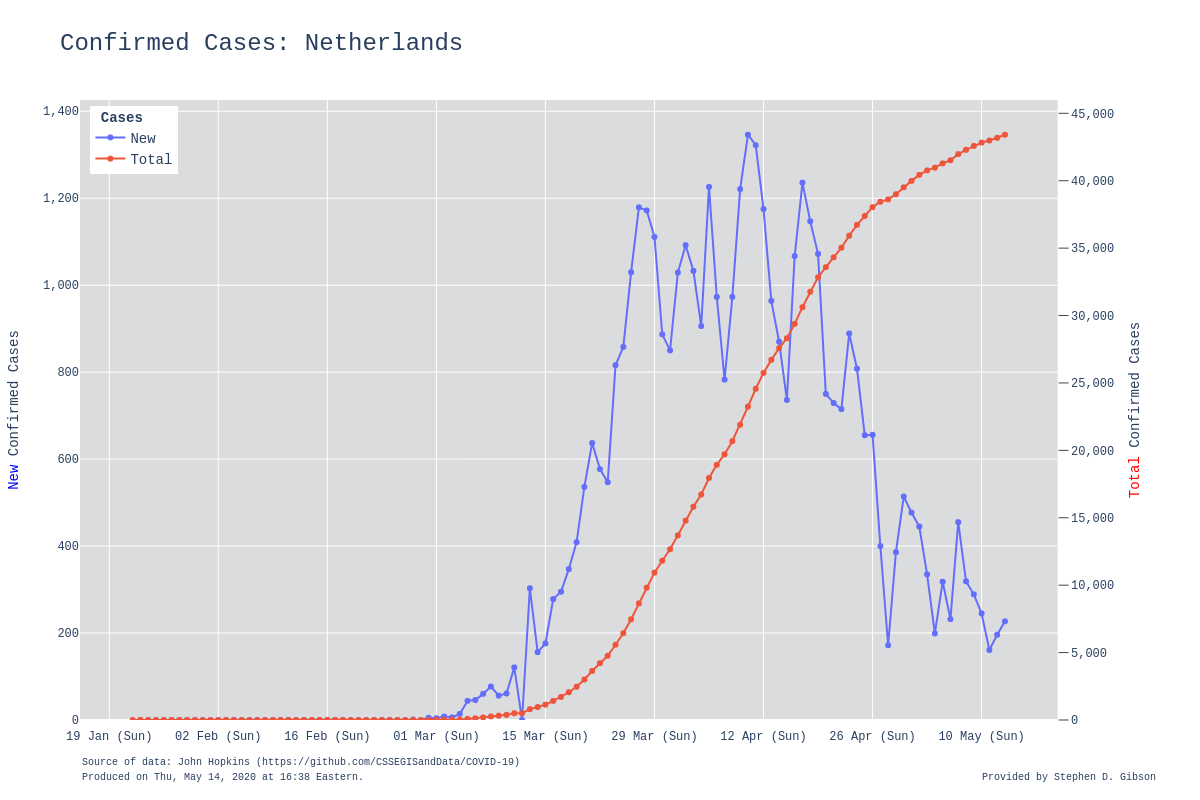 Confirmed Cases: Netherlands
Cases
New
Total
1,400
1,200
1,000
800
600
400
200
0
New Confirmed Cases
45,000
40,000
35,000
30,000
25,000
20,000
15,000
10,000
5,000
0
Total Confirmed Cases
19 Jan (Sun) 02 Feb (Sun) 16 Feb (Sun) 01 Mar (Sun) 15 Mar (Sun) 29 Mar (Sun) 12 Apr (Sun) 26 Apr (Sun) 10 May (Sun)
Source of data: John Hopkins (https://github.com/CSSEGISandData/COVID-19)
Produced on Thu, May 14, 2020 at 16:38 Eastern.
Provided by Stephen D. Gibson